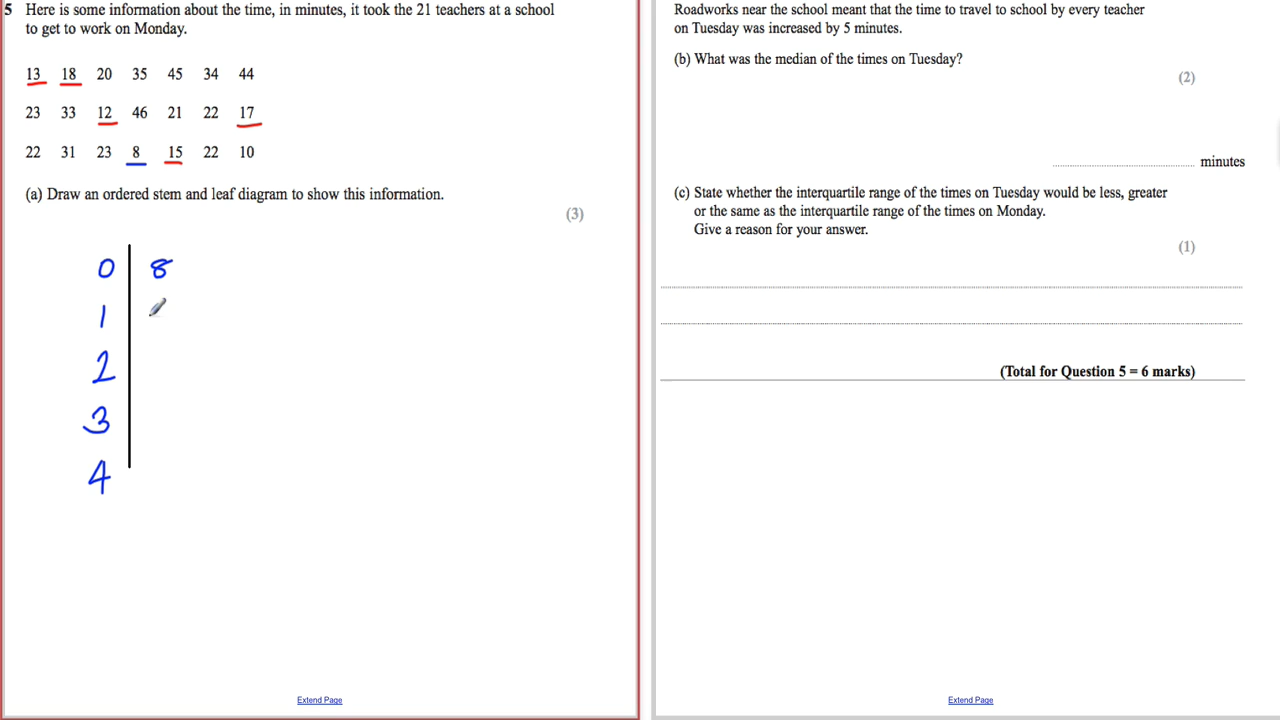 5 Here is some information about the time, in minutes, it took the 21 teachers at a school
to get to work on Monday.
13 18 20 35 45 34 44
23 33 12 46 21 22 17
22 31 23 8 15 22 10
(a) Draw an ordered stem and leaf diagram to show this information.
(3)
0 8
1
2
3
4
Extend Page
Roadworks near the school meant that the time to travel to school by every teacher
on Tuesday was increased by 5 minutes.
(b) What was the median of the times on Tuesday?
(2)
minutes
(c) State whether the interquartile range of the times on Tuesday would be less, greater
or the same as the interquartile range of the times on Monday.
Give a reason for your answer.
(1)
(Total for Question 5 = 6 marks)
Extend Page